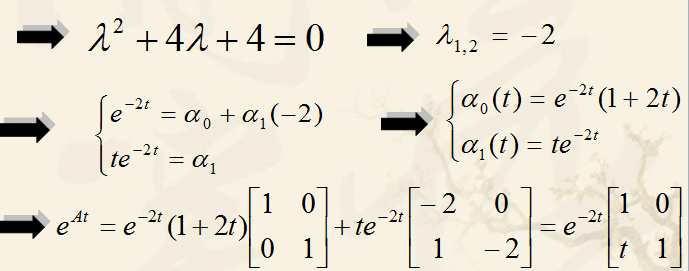 ➡ λ² + 4λ + 4 = 0 ➡ λ₁,₂ = −2
➡ { e^{−2t} = α₀ + α₁(−2) ➡ { α₀(t) = e^{−2t}(1 + 2t)
te^{−2t} = α₁ α₁(t) = te^{−2t}
➡ e^{At} = e^{−2t}(1 + 2t)[1 0; 0 1] + te^{−2t}[−2 0; 1 −2] = e^{−2t}[1 0; t 1]